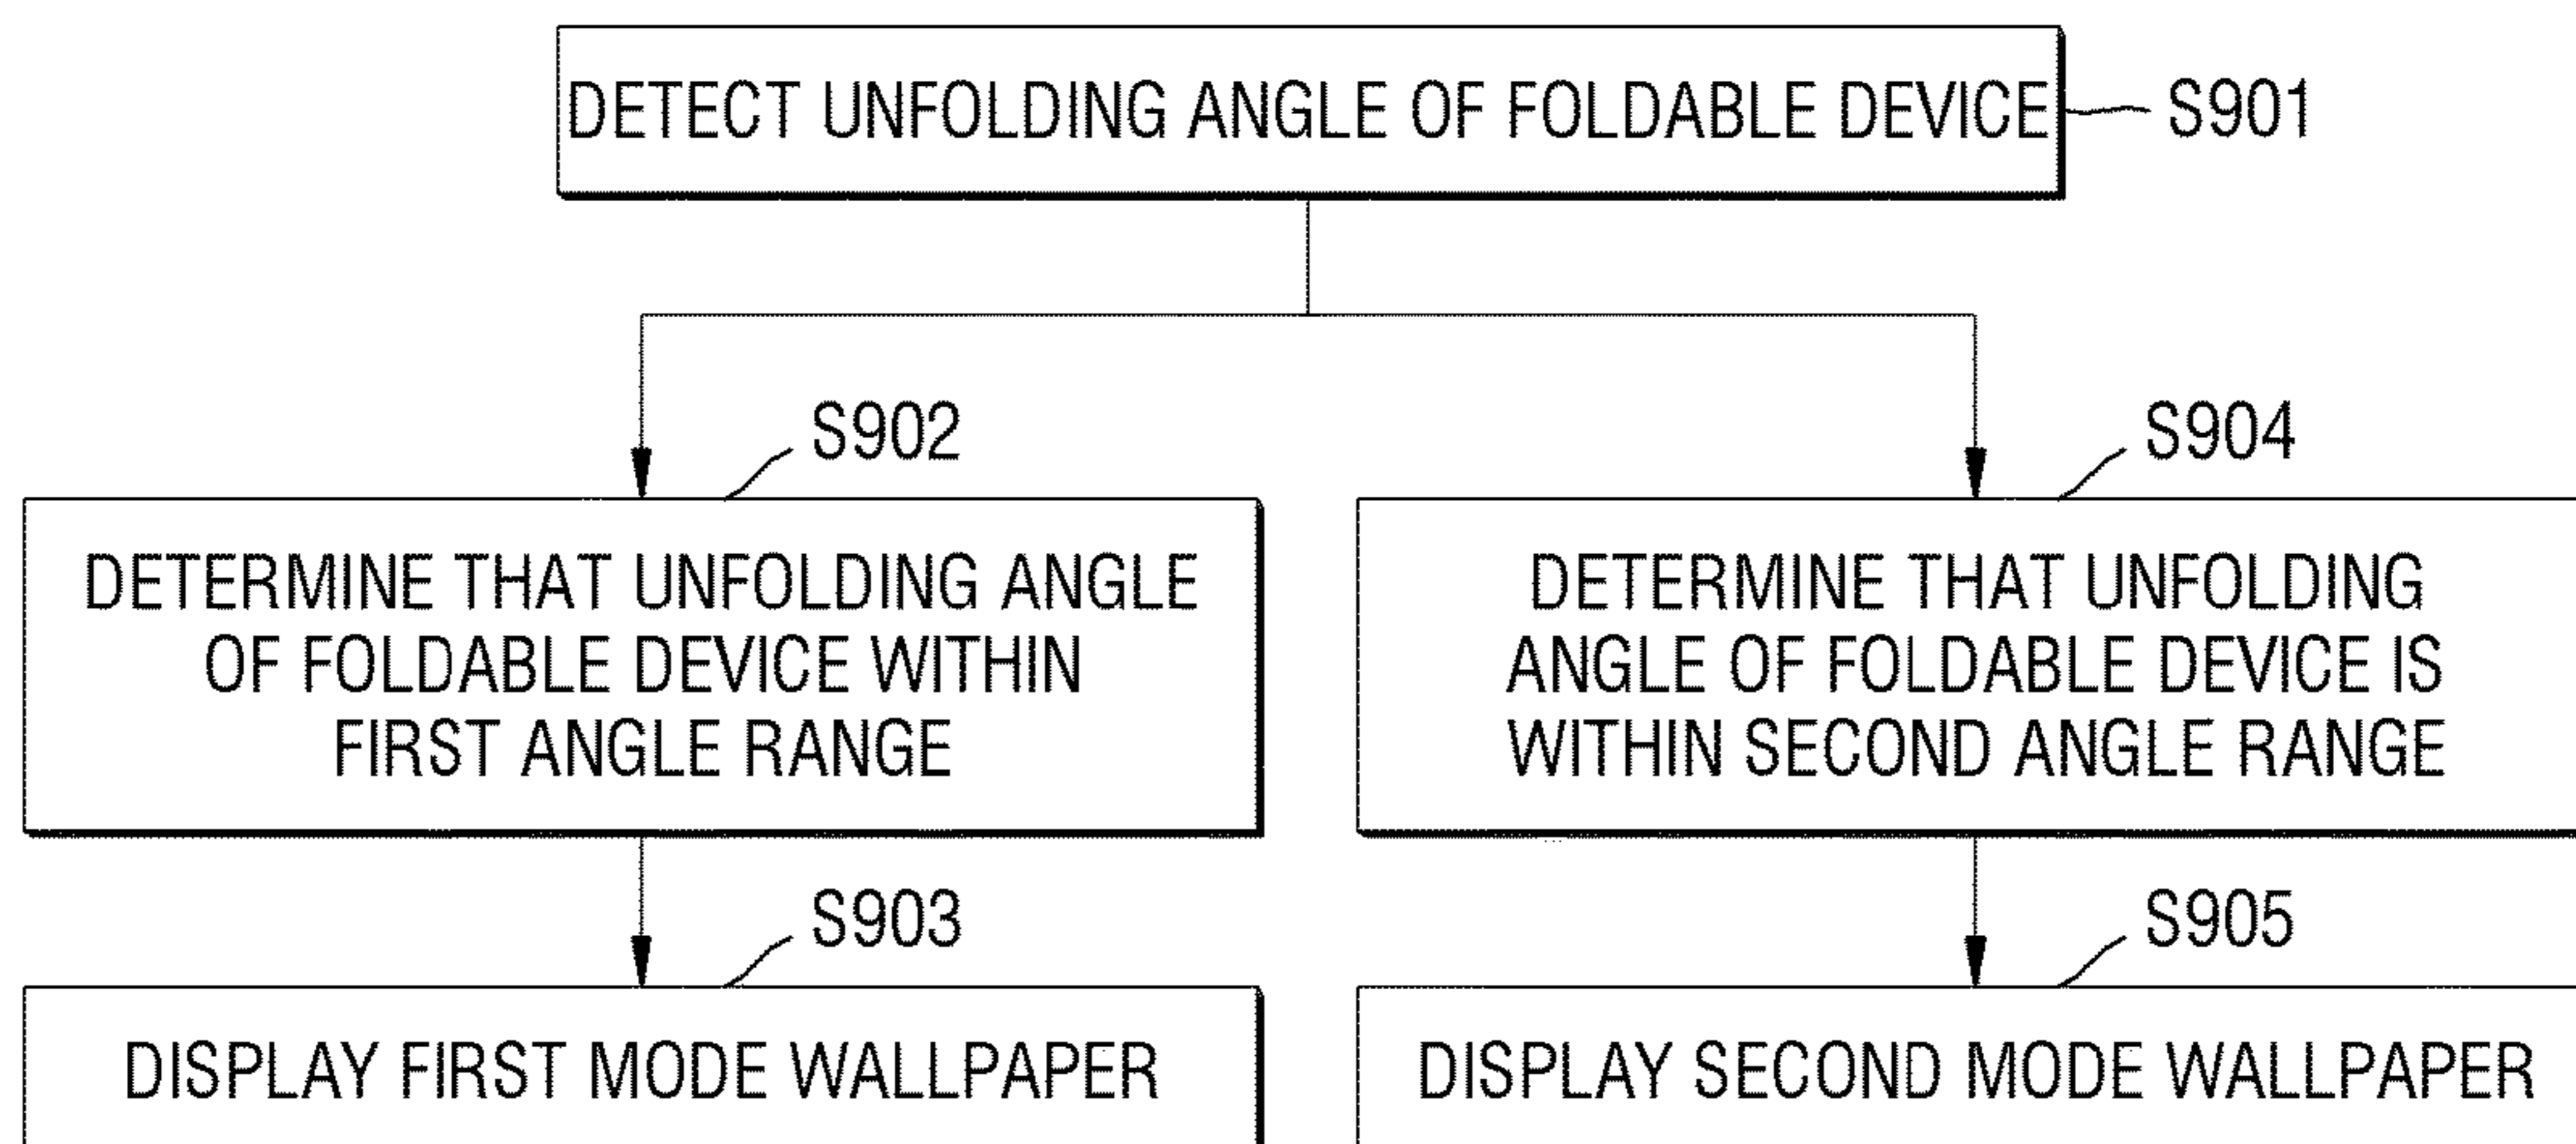 DETECT UNFOLDING ANGLE OF FOLDABLE DEVICE
S901
S902
DETERMINE THAT UNFOLDING ANGLE
OF FOLDABLE DEVICE WITHIN
FIRST ANGLE RANGE
S903
DISPLAY FIRST MODE WALLPAPER
S904
DETERMINE THAT UNFOLDING
ANGLE OF FOLDABLE DEVICE IS
WITHIN SECOND ANGLE RANGE
S905
DISPLAY SECOND MODE WALLPAPER